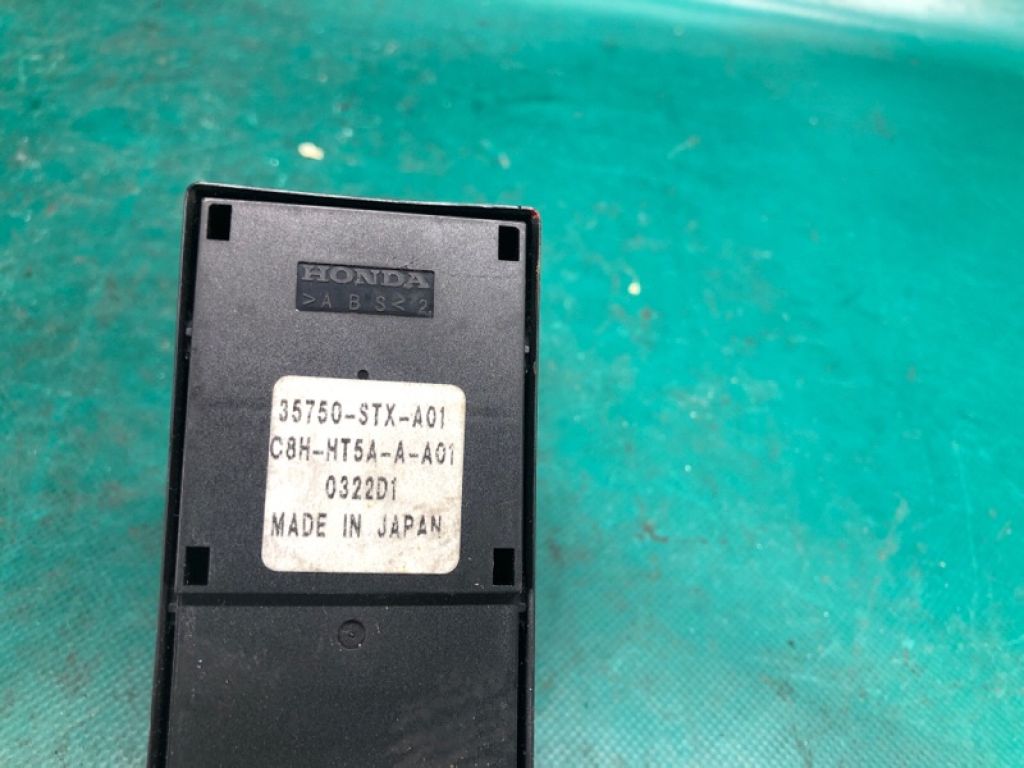 HONDA
>ABS< 2
35750-STX-A01
C8H-HT5A-A-A01
0322D1
MADE IN JAPAN